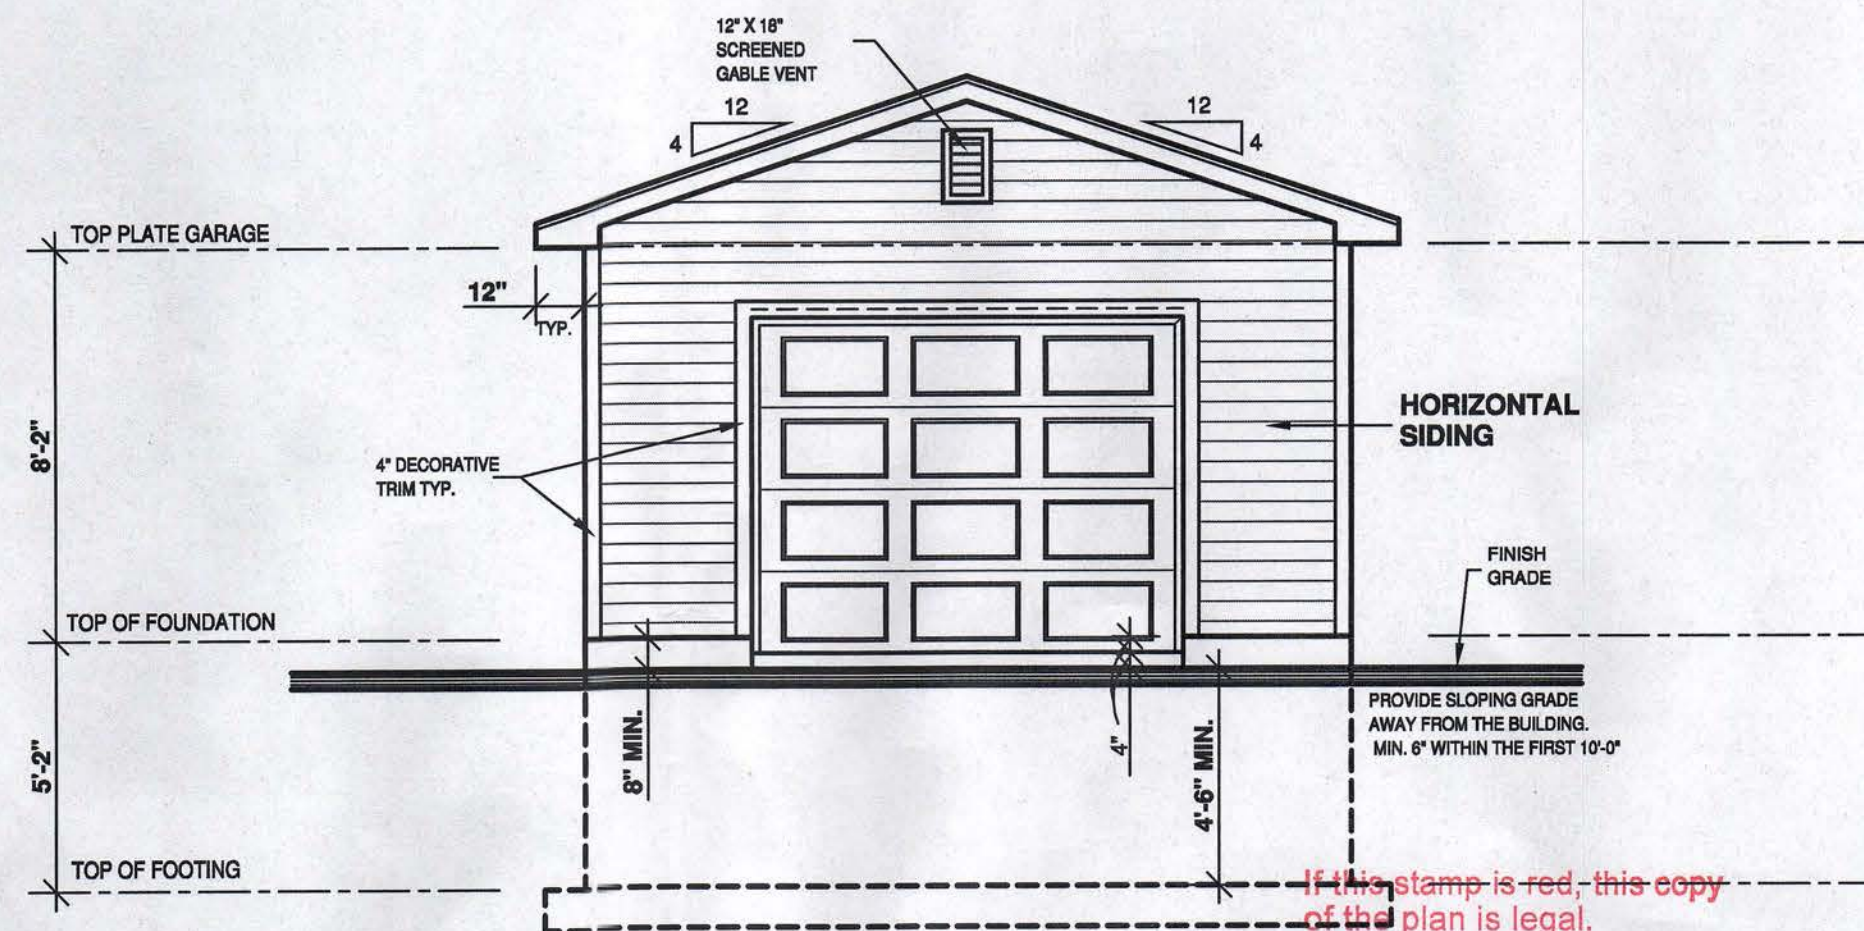 12" X 18"
SCREENED
GABLE VENT
12
4
12
4
TOP PLATE GARAGE
12"
TYP.
8'-2"
HORIZONTAL
SIDING
4" DECORATIVE
TRIM TYP.
FINISH
GRADE
TOP OF FOUNDATION
PROVIDE SLOPING GRADE
AWAY FROM THE BUILDING.
MIN. 6" WITHIN THE FIRST 10'-0"
8" MIN.
4"
4'-6" MIN.
5'-2"
TOP OF FOOTING
If this stamp is red, this copy
of the plan is legal.